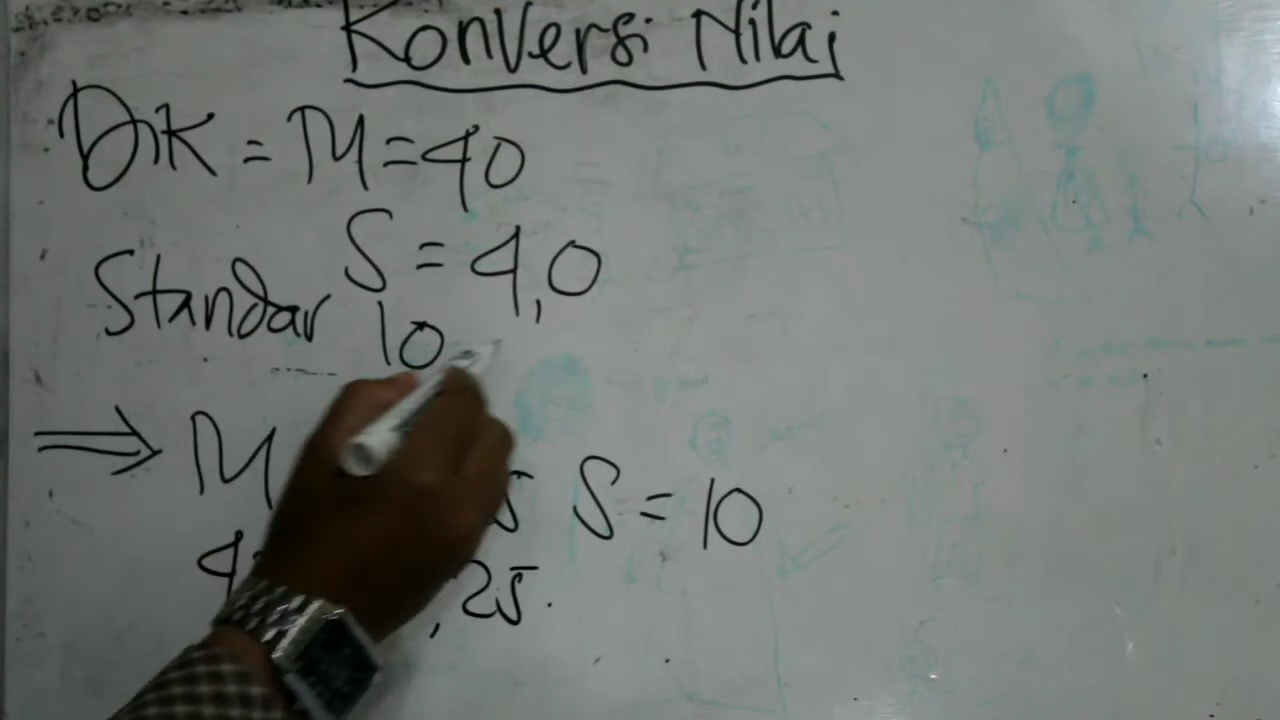 Konversi Nilai
Dik = M = 40
S = 4,0
Standar 10
⇒ M S = 10
,25.